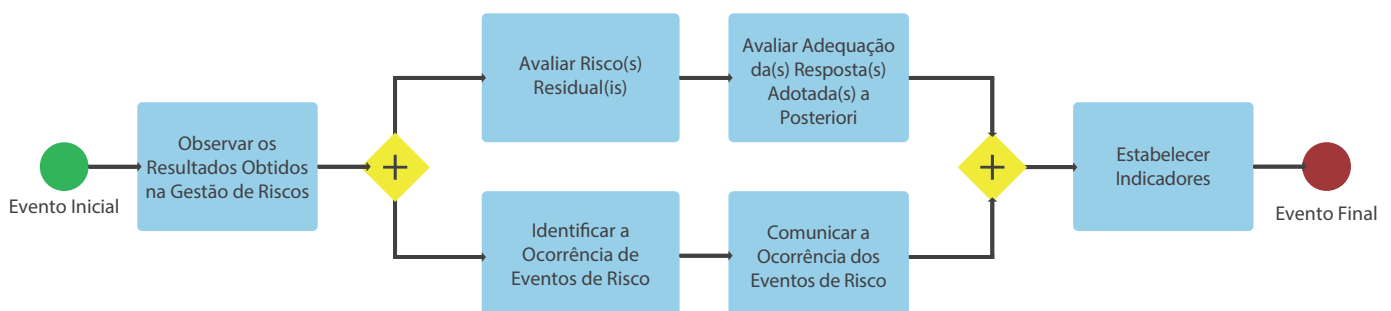 Evento Inicial
Observar os
Resultados Obtidos
na Gestão de Riscos
Avaliar Risco(s)
Residual(is)
Avaliar Adequação
da(s) Resposta(s)
Adotada(s) a
Posteriori
Identificar a
Ocorrência de
Eventos de Risco
Comunicar a
Ocorrência dos
Eventos de Risco
Estabelecer
Indicadores
Evento Final